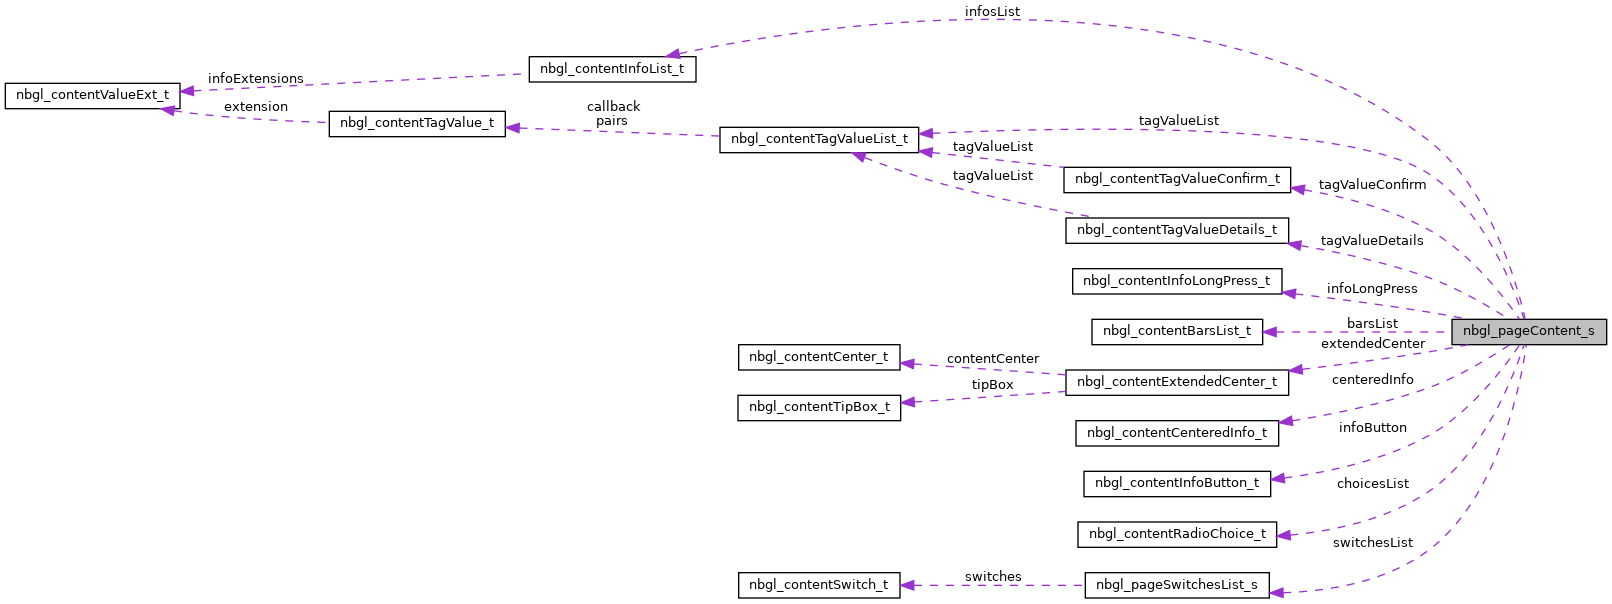 infosList
nbgl_contentInfoList_t
infoExtensions
nbgl_contentValueExt_t
extension
nbgl_contentTagValue_t
callback
pairs
nbgl_contentTagValueList_t
tagValueList
tagValueList
tagValueList
nbgl_contentTagValueConfirm_t
tagValueConfirm
nbgl_contentTagValueDetails_t
tagValueDetails
nbgl_contentInfoLongPress_t
infoLongPress
nbgl_contentBarsList_t
barsList
nbgl_pageContent_s
extendedCenter
nbgl_contentCenter_t
contentCenter
tipBox
nbgl_contentExtendedCenter_t
nbgl_contentTipBox_t
centeredInfo
nbgl_contentCenteredInfo_t
infoButton
nbgl_contentInfoButton_t
choicesList
nbgl_contentRadioChoice_t
switchesList
nbgl_contentSwitch_t
switches
nbgl_pageSwitchesList_s